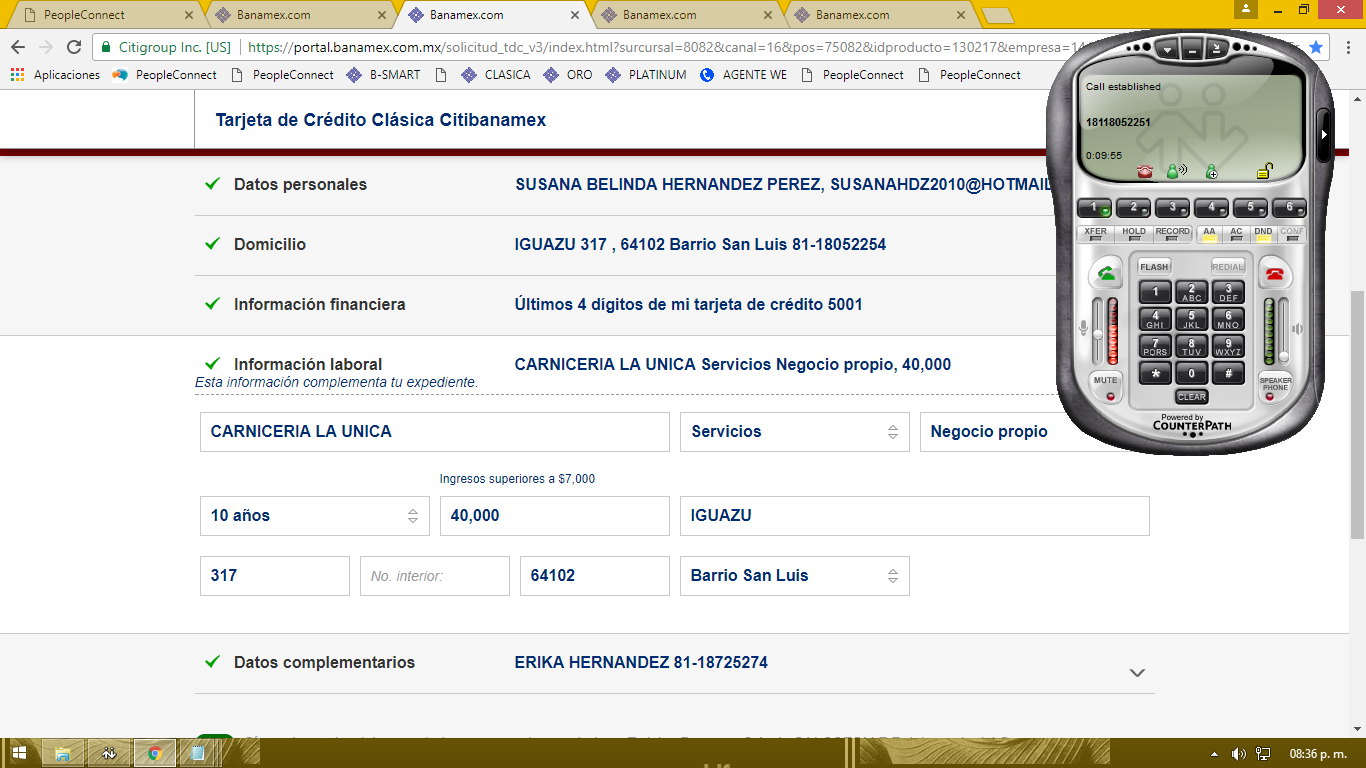 PeopleConnect
Banamex.com
Banamex.com
Banamex.com
Banamex.com
Citigroup Inc. [US]
https://portal.banamex.com.mx/solicitud_tdc_v3/index.html?surcursal=8082&canal=16&pcs=75082&idproducto=130217&empresa=14
Aplicaciones PeopleConnect PeopleConnect B-SMART CLASICA ORO PLATINUM AGENTE WE PeopleConnect PeopleConnect
Tarjeta de Crédito Clásica Citibanamex
Datos personales SUSANA BELINDA HERNANDEZ PEREZ, SUSANAHDZ2010@HOTMAIL
Domicilio IGUAZU 317 , 64102 Barrio San Luis 81-18052254
Información financiera Últimos 4 dígitos de mi tarjeta de crédito 5001
Información laboral CARNICERIA LA UNICA Servicios Negocio propio, 40,000
Esta información complementa tu expediente.
CARNICERIA LA UNICA Servicios Negocio propio
Ingresos superiores a $7,000
10 años 40,000 IGUAZU
317 No. interior: 64102 Barrio San Luis
Datos complementarios ERIKA HERNANDEZ 81-18725274
Call established
18118052251
0:09:55
1 2 3 4 5 6
XFER HOLD RECORD AA AC DND CONF
FLASH REDIAL
1 2 ABC 3 DEF
4 GHI 5 JKL 6 MNO
7 PQRS 8 TUV 9 WXYZ
* 0 #
MUTE CLEAR SPEAKER PHONE
Powered by
COUNTERPATH
08:36 p. m.